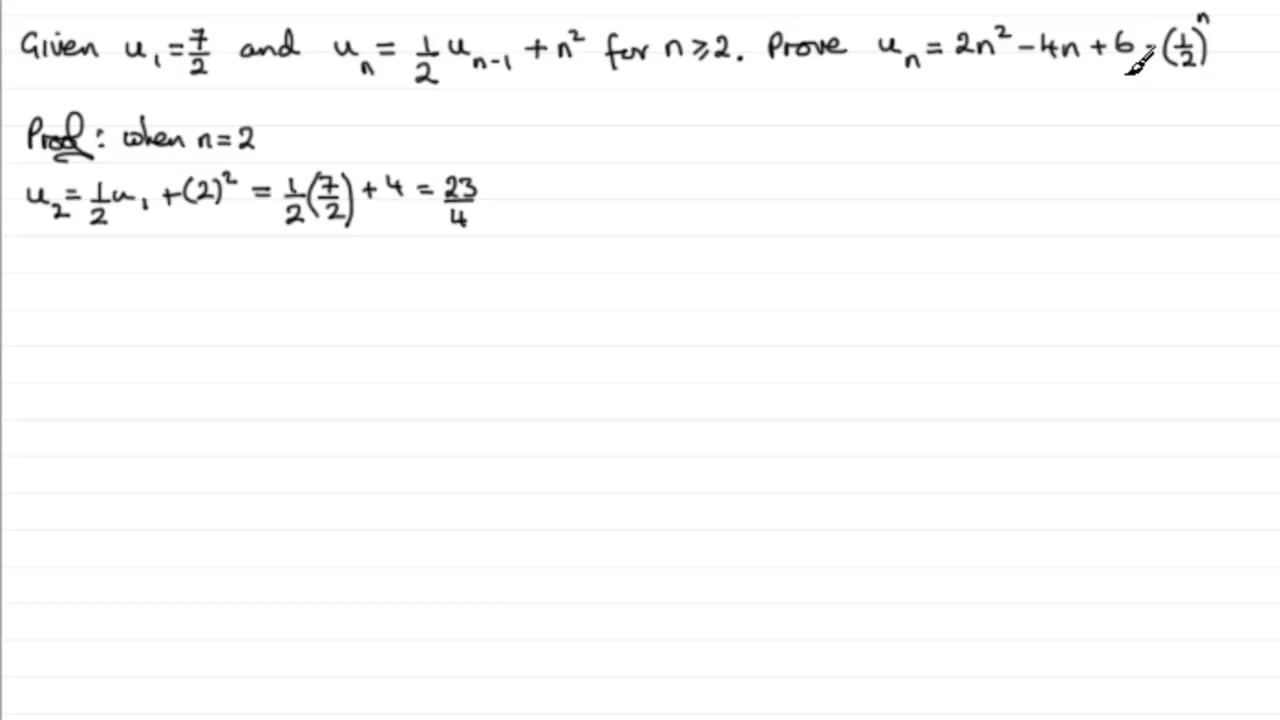 Given u₁ = 7/2 and uₙ = 1/2 uₙ₋₁ + n² for n ⩾ 2. Prove uₙ = 2n² - 4n + 6 - (1/2)ⁿ
Proof: when n = 2
u₂ = 1/2 u₁ + (2)² = 1/2 (7/2) + 4 = 23/4